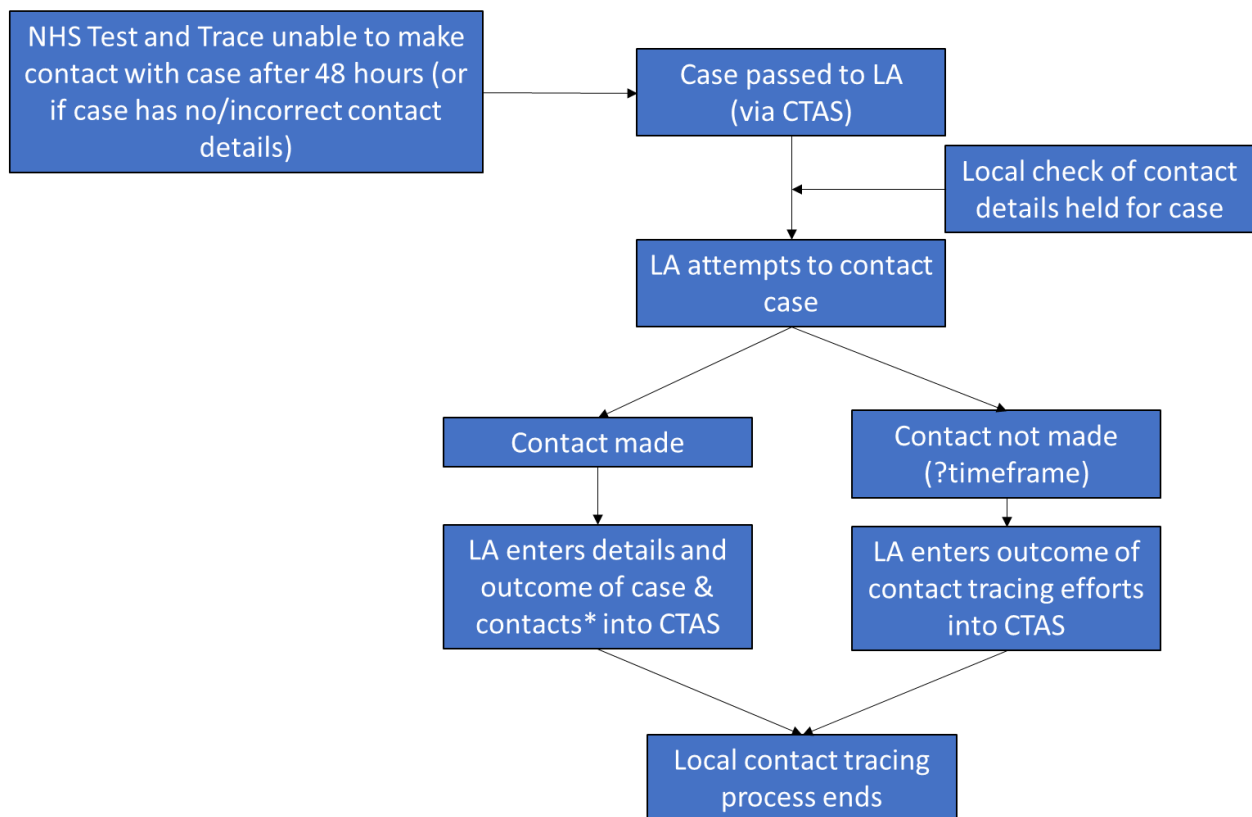 NHS Test and Trace unable to make
contact with case after 48 hours (or
if case has no/incorrect contact
details)
Case passed to LA
(via CTAS)
Local check of contact
details held for case
LA attempts to contact
case
Contact made
Contact not made
(?timeframe)
LA enters details and
outcome of case &
contacts* into CTAS
LA enters outcome of
contact tracing efforts
into CTAS
Local contact tracing
process ends